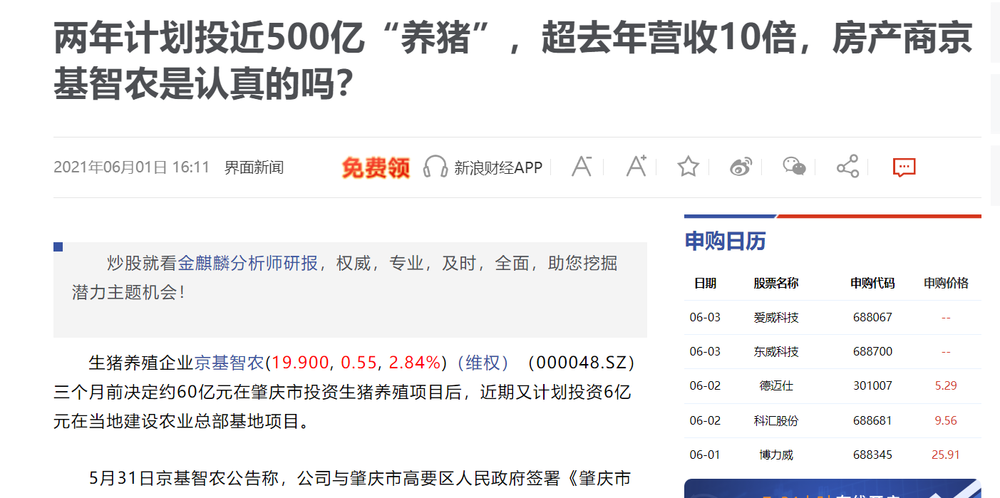 两年计划投近500亿“养猪”，超去年营收10倍，房产商京
基智农是认真的吗？
2021年06月01日 16:11 界面新闻 免费领 新浪财经APP A- A+
炒股就看金麒麟分析师研报，权威，专业，及时，全面，助您挖掘
潜力主题机会！
生猪养殖企业京基智农(19.900, 0.55, 2.84%)（维权）（000048.SZ）
三个月前决定约60亿元在肇庆市投资生猪养殖项目后，近期又计划投资6亿
元在当地建设农业总部基地项目。
5月31日京基智农公告称，公司与肇庆市高要区人民政府签署《肇庆市
申购日历
日期 股票名称 申购代码 申购价格
06-03 爱威科技 688067 --
06-03 东威科技 688700 --
06-02 德迈仕 301007 5.29
06-02 科汇股份 688681 9.56
06-01 博力威 688345 25.91